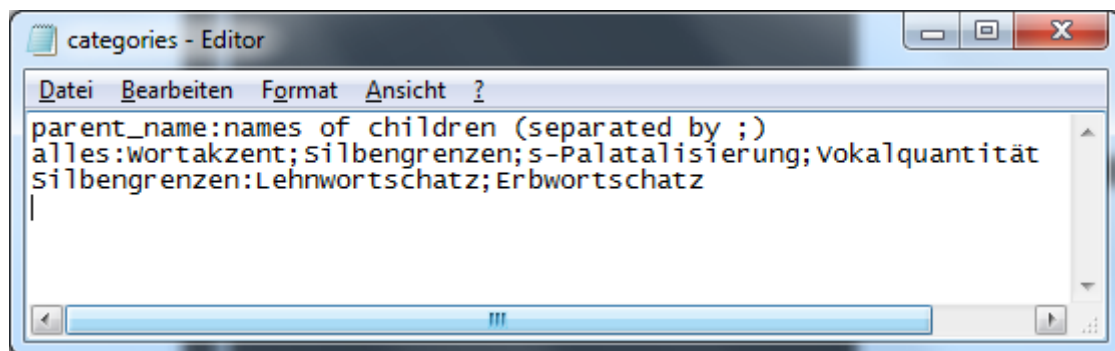 categories - Editor
Datei Bearbeiten Format Ansicht ?
parent_name:names of children (separated by ;)
alles:Wortakzent;Silbengrenzen;s-Palatalisierung;Vokalquantität
Silbengrenzen:Lehnwortschatz;Erbwortschatz